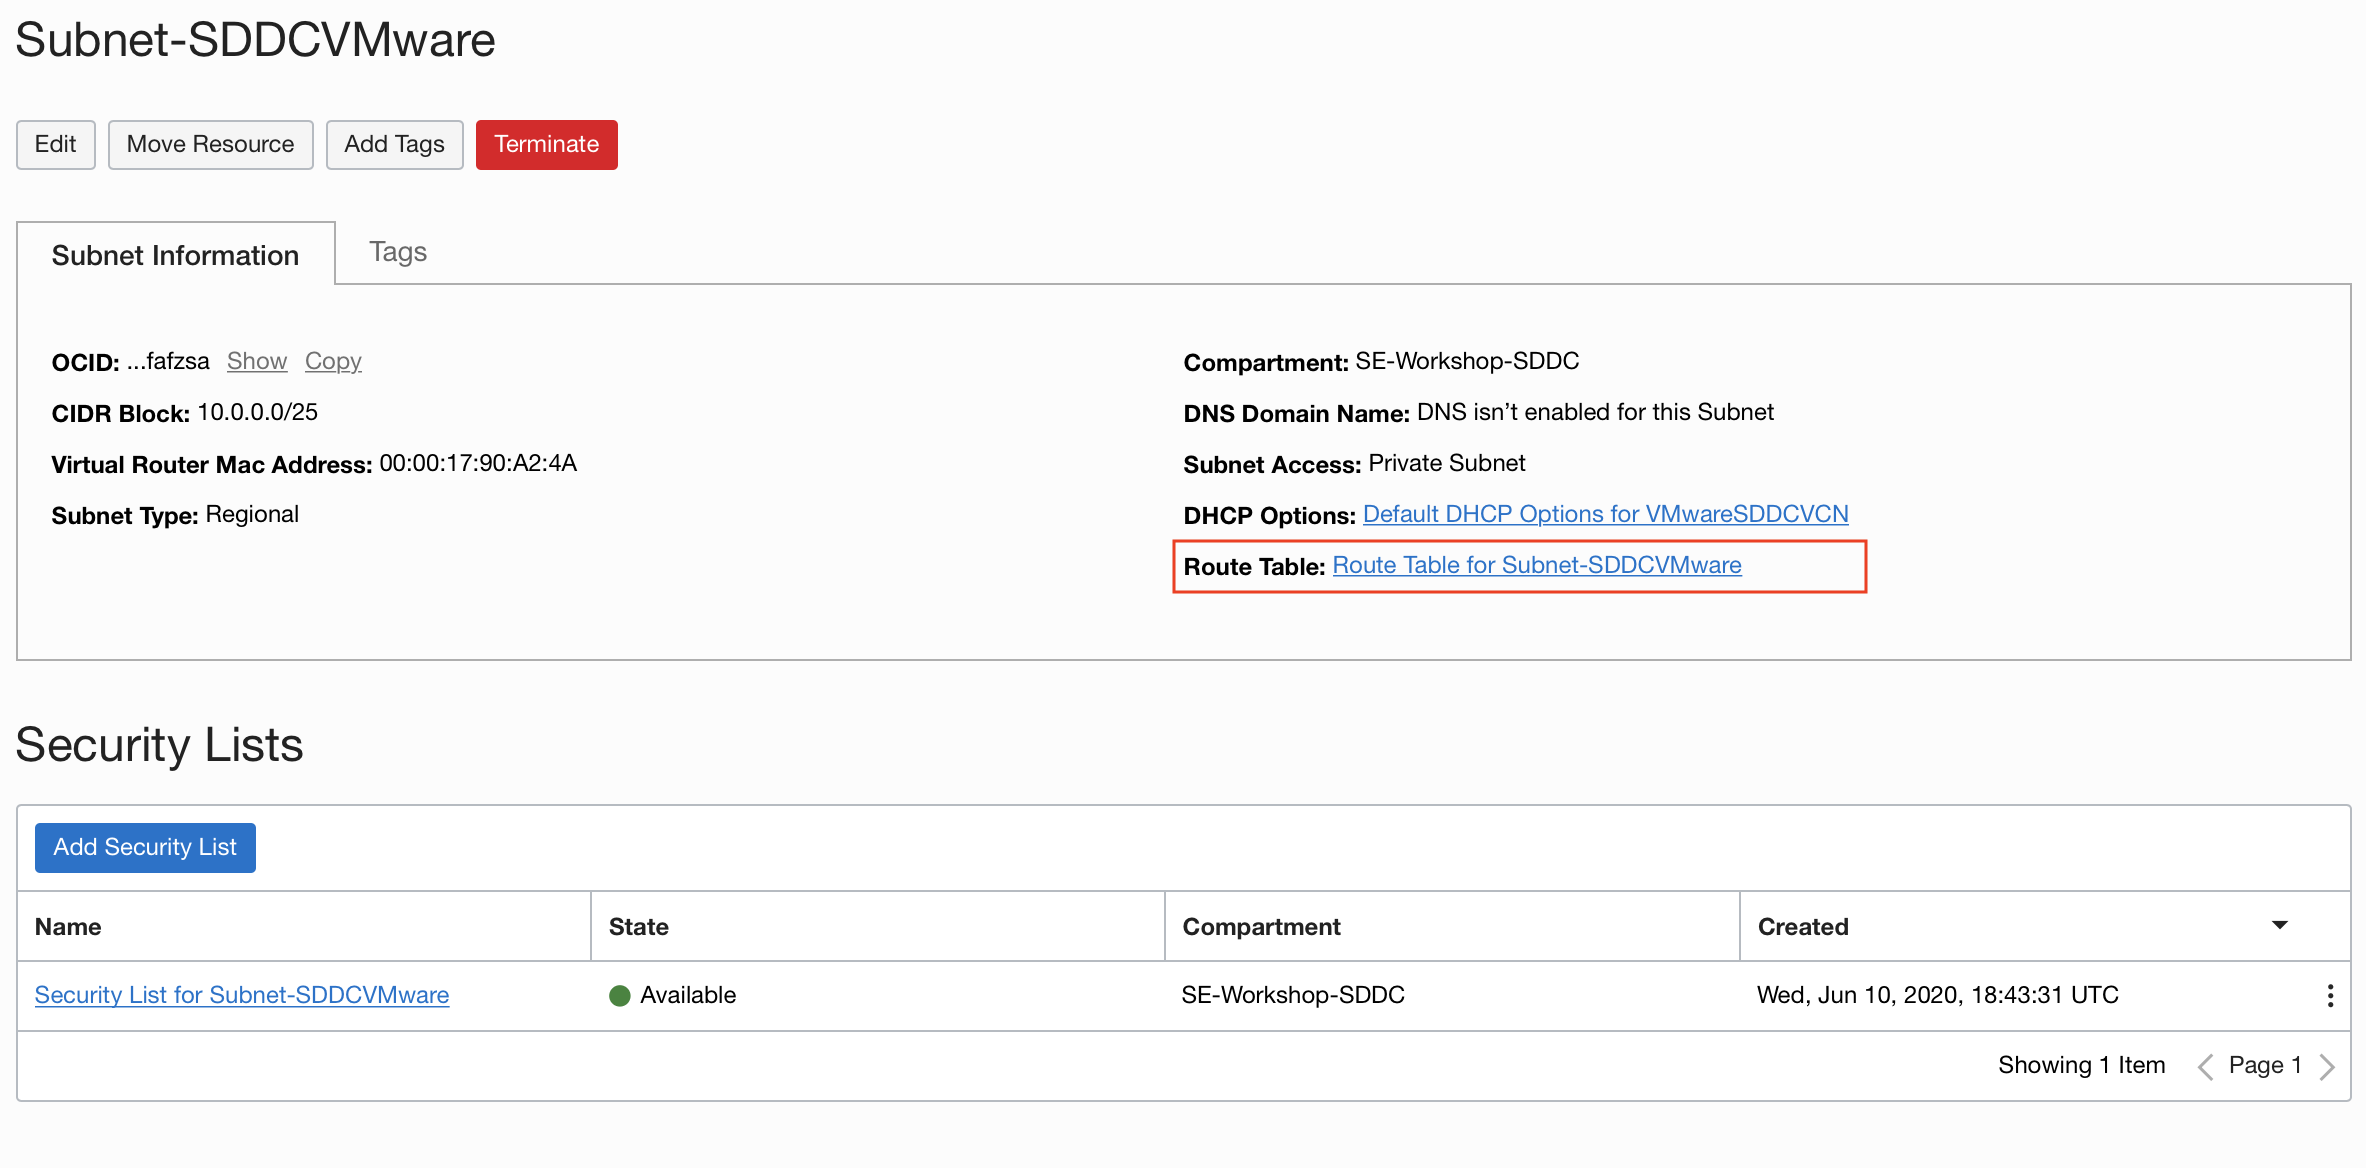 Subnet-SDDCVMware
Edit Move Resource Add Tags Terminate
Subnet Information Tags
OCID: ...fafzsa Show Copy
CIDR Block: 10.0.0.0/25
Virtual Router Mac Address: 00:00:17:90:A2:4A
Subnet Type: Regional
Compartment: SE-Workshop-SDDC
DNS Domain Name: DNS isn’t enabled for this Subnet
Subnet Access: Private Subnet
DHCP Options: Default DHCP Options for VMwareSDDCVCN
Route Table: Route Table for Subnet-SDDCVMware
Security Lists
Add Security List
Name State Compartment Created
Security List for Subnet-SDDCVMware Available SE-Workshop-SDDC Wed, Jun 10, 2020, 18:43:31 UTC
Showing 1 Item Page 1